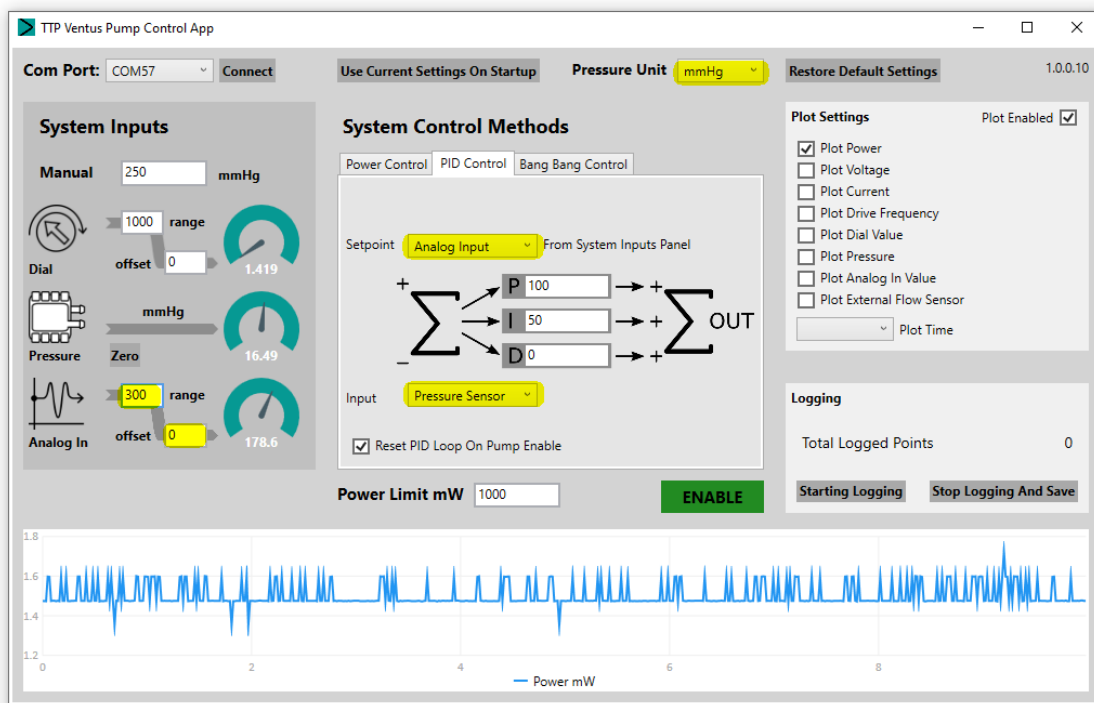 TTP Ventus Pump Control App
Com Port: COM57 Connect Use Current Settings On Startup Pressure Unit mmHg Restore Default Settings 1.0.0.10
System Inputs
Manual 250 mmHg
1000 range
offset 0
Dial 1.419
mmHg
Pressure Zero 16.49
300 range
offset 0
Analog In 178.6
System Control Methods
Power Control PID Control Bang Bang Control
Setpoint Analog Input From System Inputs Panel
+
P 100 +
I 50 + OUT
– D 0 +
Input Pressure Sensor
Reset PID Loop On Pump Enable
Power Limit mW 1000 ENABLE
Plot Settings Plot Enabled
Plot Power
Plot Voltage
Plot Current
Plot Drive Frequency
Plot Dial Value
Plot Pressure
Plot Analog In Value
Plot External Flow Sensor
Plot Time
Logging
Total Logged Points 0
Starting Logging Stop Logging And Save
1.8
1.6
1.4
1.2
0 2 4 6 8
Power mW